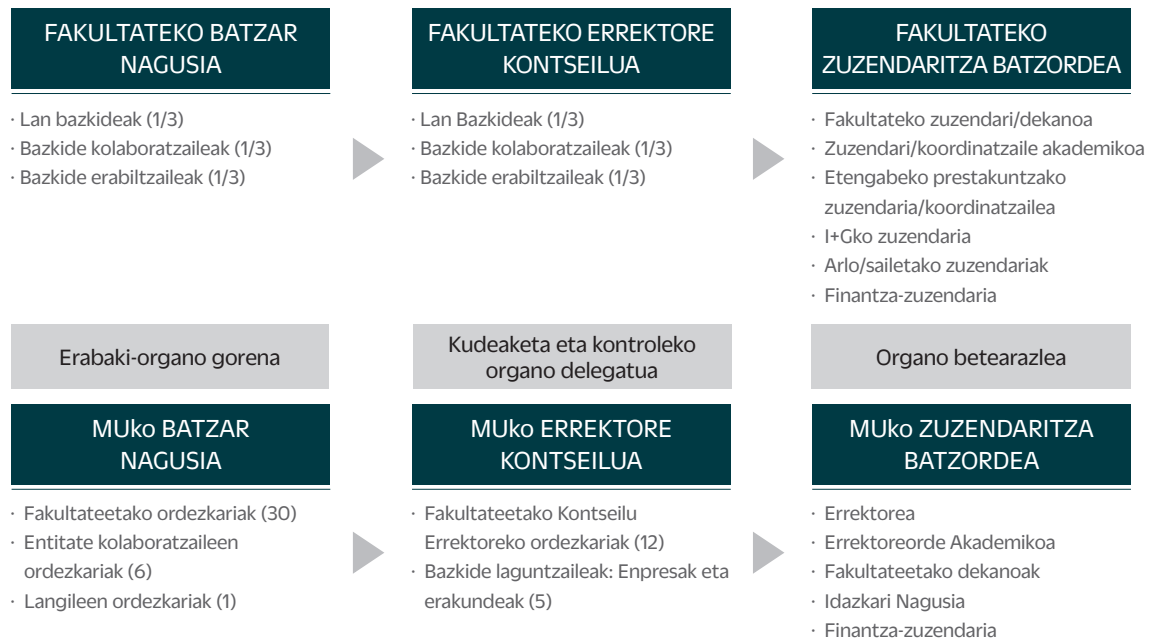 FAKULTATEKO BATZAR
NAGUSIA
· Lan bazkideak (1/3)
· Bazkide kolaboratzaileak (1/3)
· Bazkide erabiltzaileak (1/3)
FAKULTATEKO ERREKTORE
KONTSEILUA
· Lan Bazkideak (1/3)
· Bazkide kolaboratzaileak (1/3)
· Bazkide erabiltzaileak (1/3)
FAKULTATEKO
ZUZENDARITZA BATZORDEA
· Fakultateko zuzendari/dekanoa
· Zuzendari/koordinatzaile akademikoa
· Etengabeko prestakuntzako
zuzendaria/koordinatzailea
· I+Gko zuzendaria
· Arlo/sailetako zuzendariak
· Finantza-zuzendaria
Erabaki-organo gorena
Kudeaketa eta kontroleko
organo delegatua
Organo betearazlea
MUko BATZAR
NAGUSIA
· Fakultateetako ordezkariak (30)
· Entitate kolaboratzaileen
ordezkariak (6)
· Langileen ordezkariak (1)
MUko ERREKTORE
KONTSEILUA
· Fakultateetako Kontseilu
Errektoreko ordezkariak (12)
· Bazkide laguntzaileak: Enpresak eta
erakundeak (5)
MUko ZUZENDARITZA
BATZORDEA
· Errektorea
· Errektoreorde Akademikoa
· Fakultateetako dekanoak
· Idazkari Nagusia
· Finantza-zuzendaria